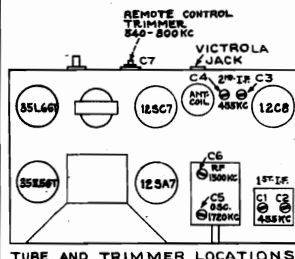 REMOTE CONTROL
TRIMMER
540-800KC
C7
VICTROLA
JACK
C4
2ND. I.F.
C3
455KC
35L6GT
12SC7
ANT.
COIL
12C8
35Z5GT
12SA7
C6
R.F.
1500KC
C5
OSC.
1720KC
1ST. I.F.
C1 C2
455KC
TUBE AND TRIMMER LOCATIONS